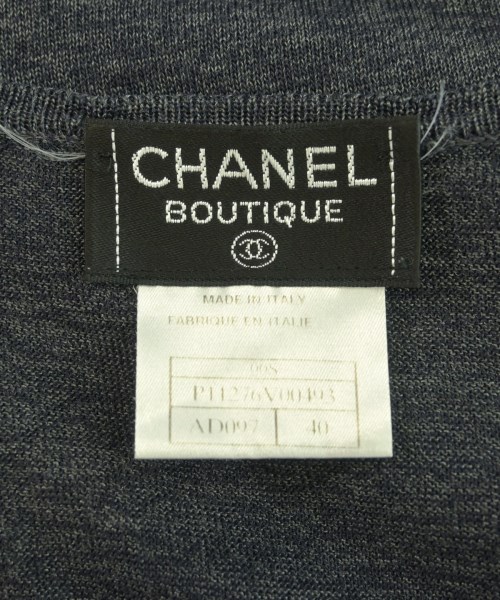 CHANEL
BOUTIQUE
MADE IN ITALY
FABRIQUE EN ITALIE
00S
P11276V00493
AD097 40